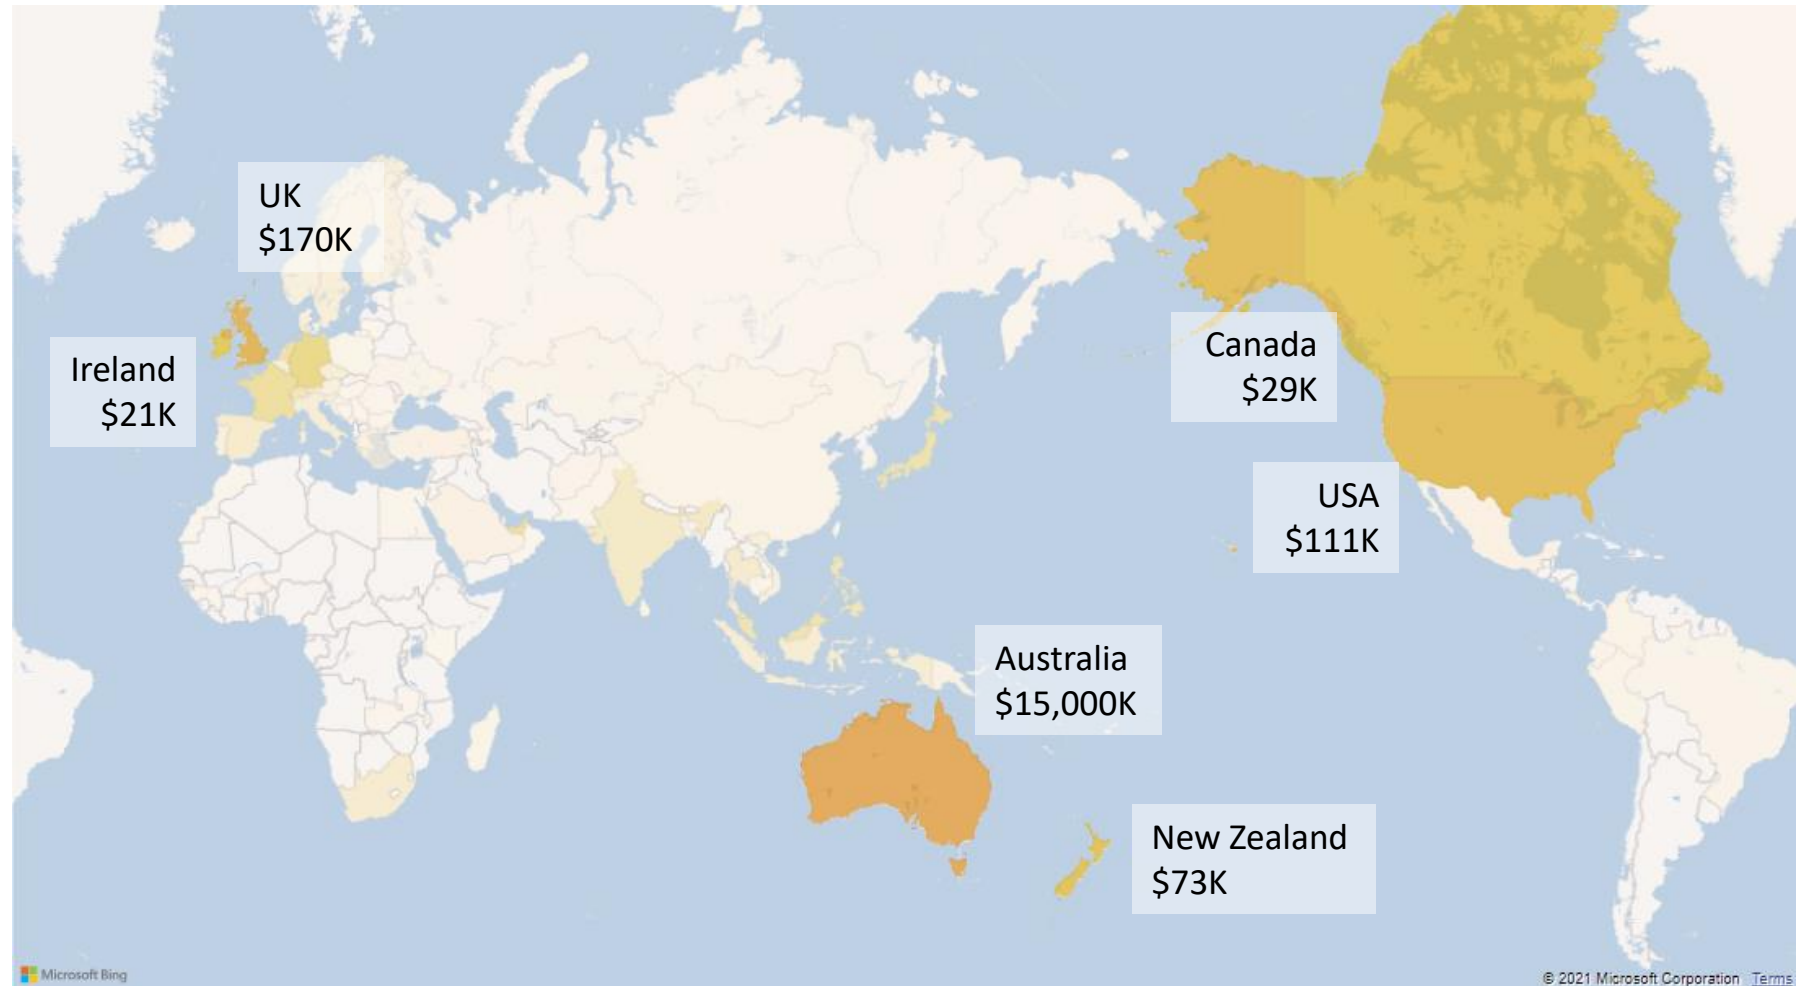 UK
$170K
Ireland
$21K
Canada
$29K
USA
$111K
Australia
$15,000K
New Zealand
$73K
Microsoft Bing
© 2021 Microsoft Corporation Terms